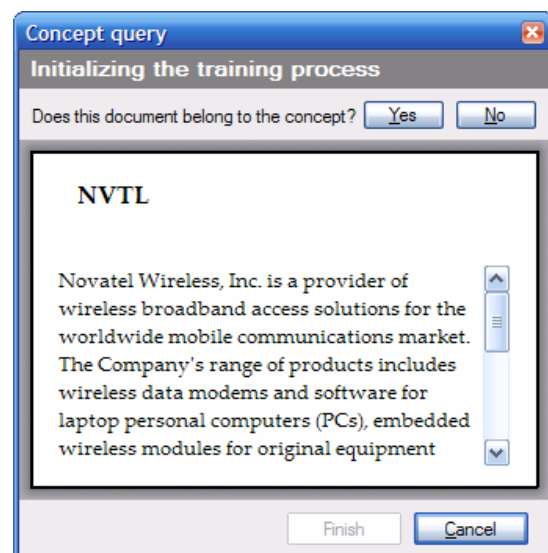 Concept query
Initializing the training process
Does this document belong to the concept? Yes No
NVTL
Novatel Wireless, Inc. is a provider of
wireless broadband access solutions for the
worldwide mobile communications market.
The Company's range of products includes
wireless data modems and software for
laptop personal computers (PCs), embedded
wireless modules for original equipment
Finish Cancel